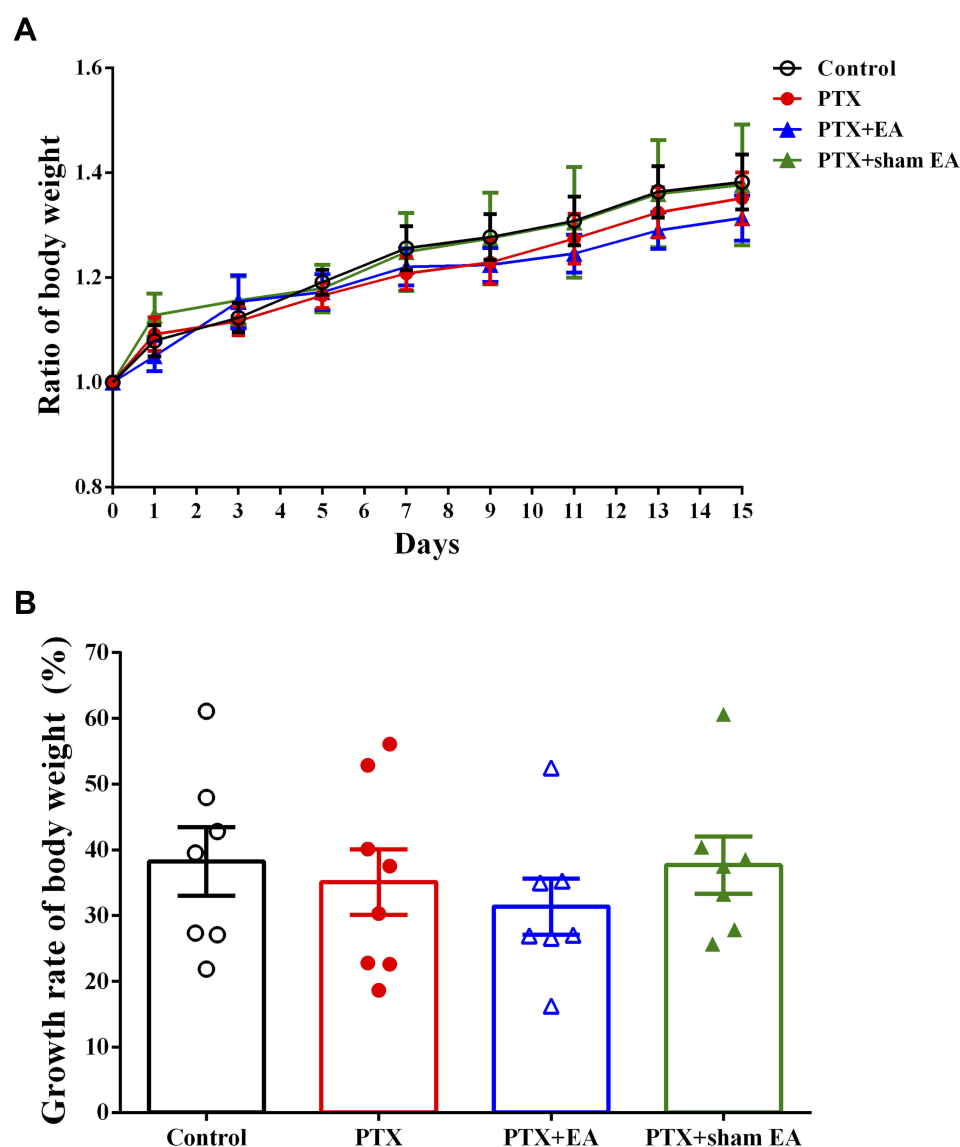 A
Ratio of body weight
1.6
1.4
1.2
1.0
0.8
0 1 2 3 4 5 6 7 8 9 10 11 12 13 14 15
Days
Control
PTX
PTX+EA
PTX+sham EA
B
Growth rate of body weight (%)
70
60
50
40
30
20
10
0
Control PTX PTX+EA PTX+sham EA